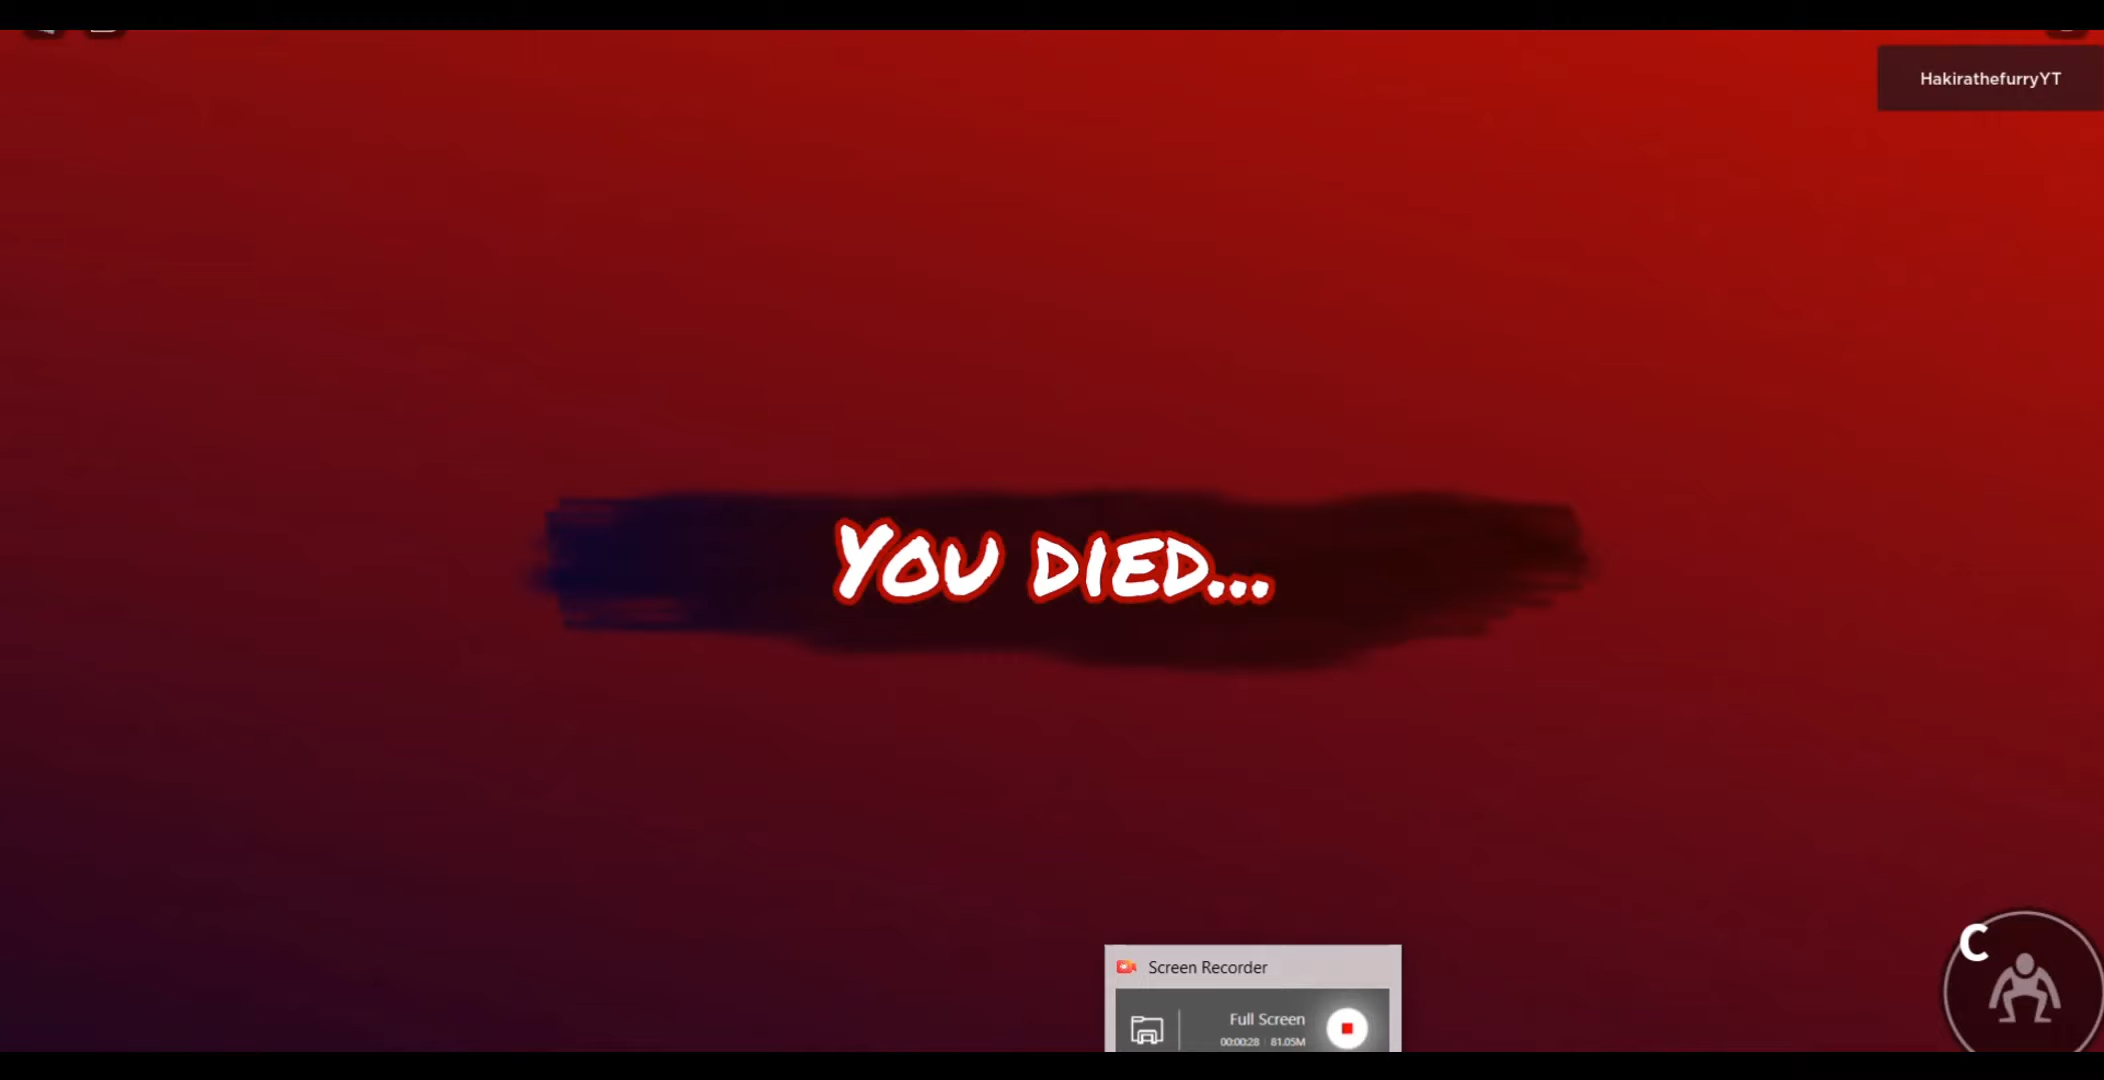 HakirathefurryYT
You died...
C
Screen Recorder
Full Screen
00:00:28 | 81.05M